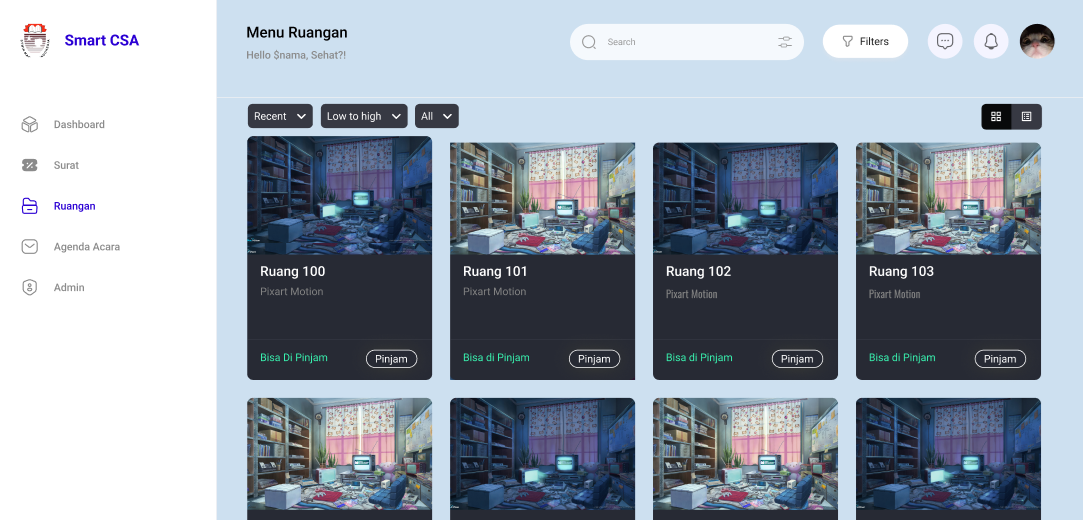 Smart CSA
Menu Ruangan
Hello $nama, Sehat?!
Search
Filters
Dashboard
Surat
Ruangan
Agenda Acara
Admin
Recent
Low to high
All
Ruang 100
Pixart Motion
Bisa Di Pinjam
Pinjam
Ruang 101
Pixart Motion
Bisa di Pinjam
Pinjam
Ruang 102
Pixart Motion
Bisa di Pinjam
Pinjam
Ruang 103
Pixart Motion
Bisa di Pinjam
Pinjam